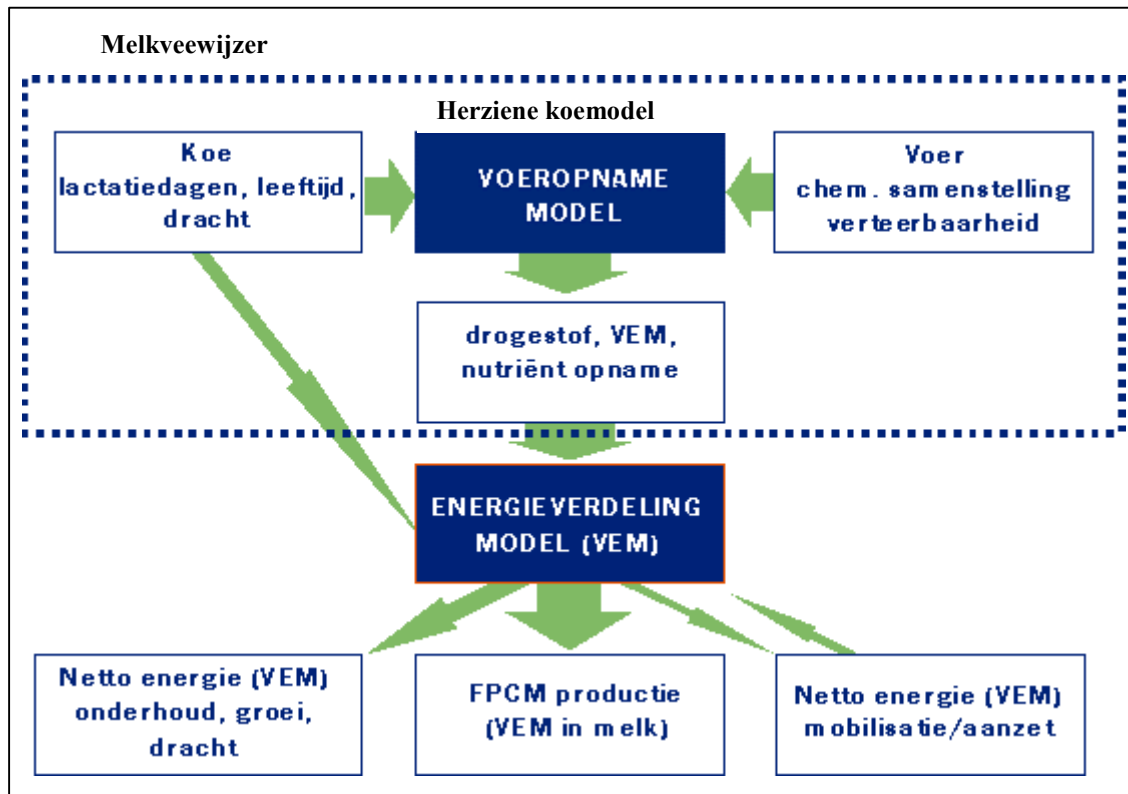 Melkveewijzer
Herziene koemodel
Koe
lactatiedagen, leeftijd,
dracht
VOEROPNAME
MODEL
Voer
chem. samenstelling
verteerbaarheid
drogestof, VEM,
nutriënt opname
ENERGIEVERDELING
MODEL (VEM)
Netto energie (VEM)
onderhoud, groei,
dracht
FPCM productie
(VEM in melk)
Netto energie (VEM)
mobilisatie/aanzet